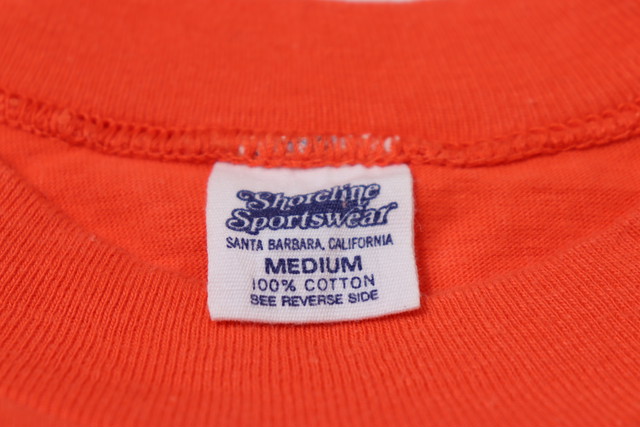 Shoreline
Sportswear
SANTA BARBARA, CALIFORNIA
MEDIUM
100% COTTON
SEE REVERSE SIDE